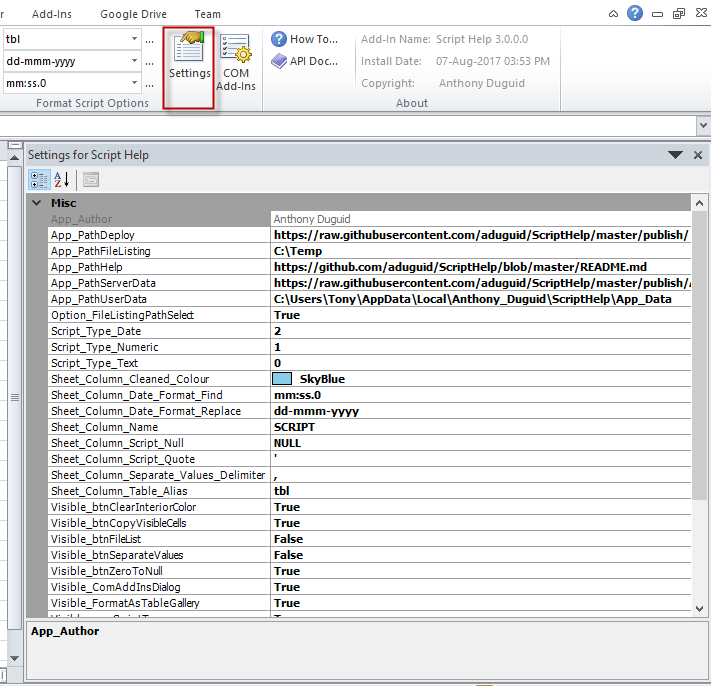 r Add-Ins Google Drive Team
tbl ... Settings COM Add-Ins How To... Add-In Name: Script Help 3.0.0.0
dd-mmm-yyyy ... API Doc... Install Date: 07-Aug-2017 03:53 PM
mm:ss.0 ... Copyright: Anthony Duguid
Format Script Options About
Settings for Script Help
Misc
App_Author Anthony Duguid
App_PathDeploy https://raw.githubusercontent.com/aduguid/ScriptHelp/master/publish/
App_PathFileListing C:\Temp
App_PathHelp https://github.com/aduguid/ScriptHelp/blob/master/README.md
App_PathServerData https://raw.githubusercontent.com/aduguid/ScriptHelp/master/publish/
App_PathUserData C:\Users\Tony\AppData\Local\Anthony_Duguid\ScriptHelp\App_Data
Option_FileListingPathSelect True
Script_Type_Date 2
Script_Type_Numeric 1
Script_Type_Text 0
Sheet_Column_Cleaned_Colour SkyBlue
Sheet_Column_Date_Format_Find mm:ss.0
Sheet_Column_Date_Format_Replace dd-mmm-yyyy
Sheet_Column_Name SCRIPT
Sheet_Column_Script_Null NULL
Sheet_Column_Script_Quote '
Sheet_Column_Separate_Values_Delimiter ,
Sheet_Column_Table_Alias tbl
Visible_btnClearInteriorColor True
Visible_btnCopyVisibleCells True
Visible_btnFileList False
Visible_btnSeparateValues False
Visible_btnZeroToNull True
Visible_ComAddInsDialog True
Visible_FormatAsTableGallery True
App_Author